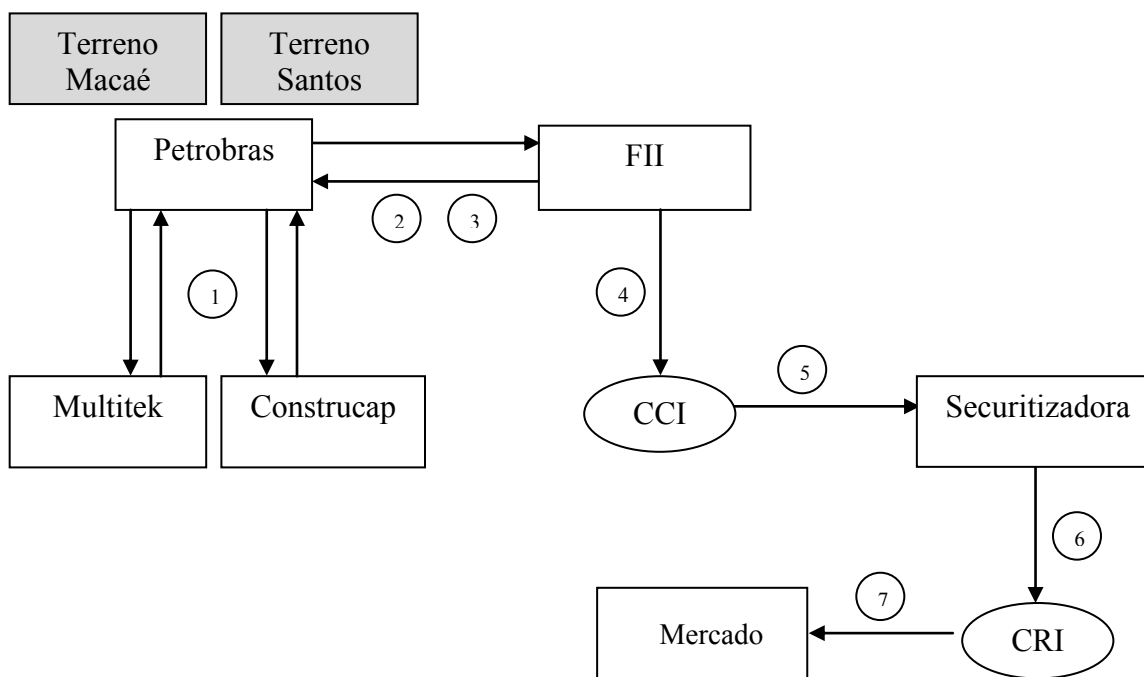 Terreno
Macaé
Terreno
Santos
Petrobras
FII
2
3
1
4
5
Multitek
Construcap
CCI
Securitizadora
6
7
Mercado
CRI